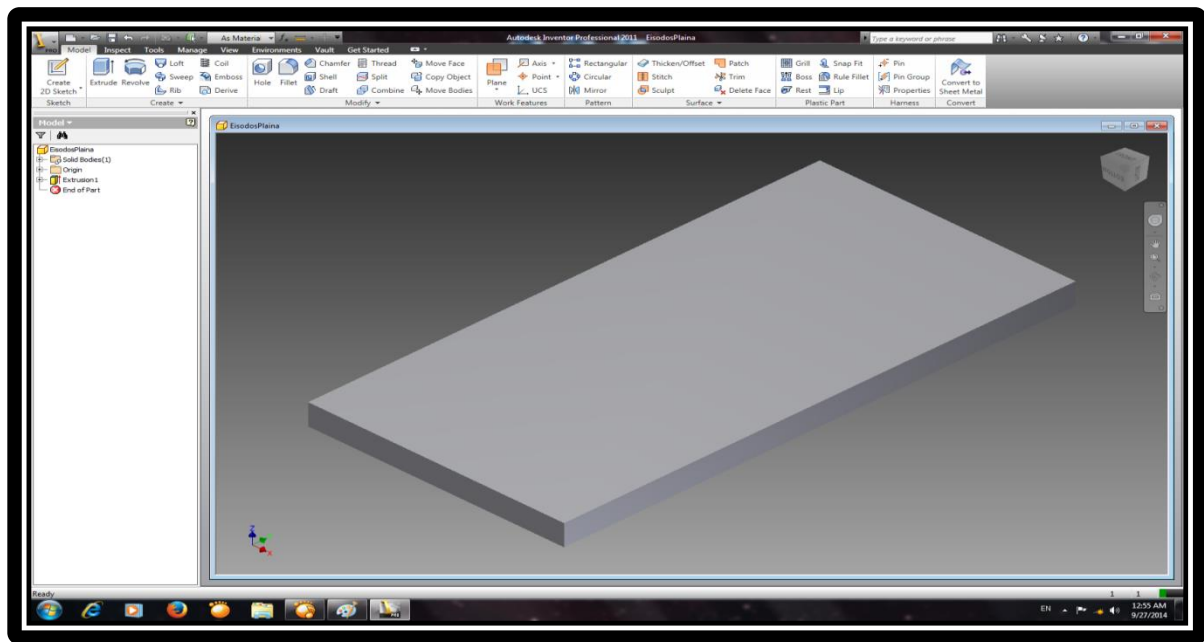 As Materia
Autodesk Inventor Professional 2011 EisodosPlaina
Type a keyword or phrase
PRO
Model Inspect Tools Manage View Environments Vault Get Started
Create 2D Sketch
Extrude Revolve
Loft
Sweep
Rib
Coil
Emboss
Derive
Hole Fillet
Chamfer
Shell
Draft
Thread
Split
Combine
Move Face
Copy Object
Move Bodies
Plane
Axis
Point
UCS
Rectangular
Circular
Mirror
Thicken/Offset
Stitch
Sculpt
Patch
Trim
Delete Face
Grill
Boss
Rest
Snap Fit
Rule Fillet
Lip
Pin
Pin Group
Properties
Convert to Sheet Metal
Sketch Create Modify Work Features Pattern Surface Plastic Part Harness Convert
Model
EisodosPlaina
Solid Bodies(1)
Origin
Extrusion1
End of Part
EisodosPlaina
Z
X
Ready
1 1
EN
12:55 AM
9/27/2014